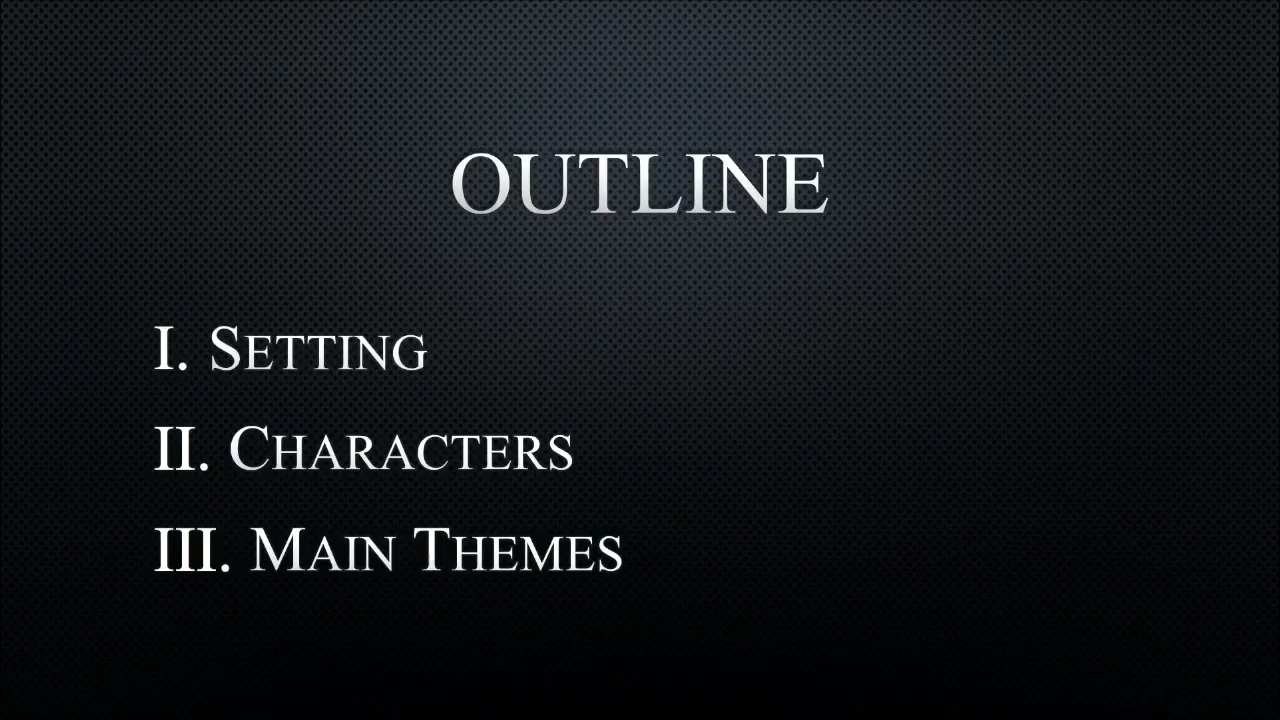 OUTLINE
I. SETTING
II. CHARACTERS
III. MAIN THEMES